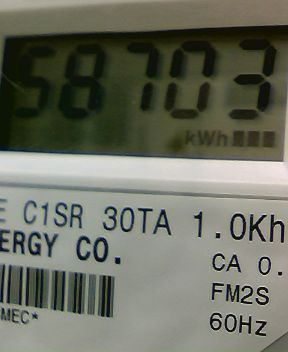 58703
kWh
E C1SR 30TA 1.0Kh
ERGY CO.
CA 0.
FM2S
MEC*
60Hz